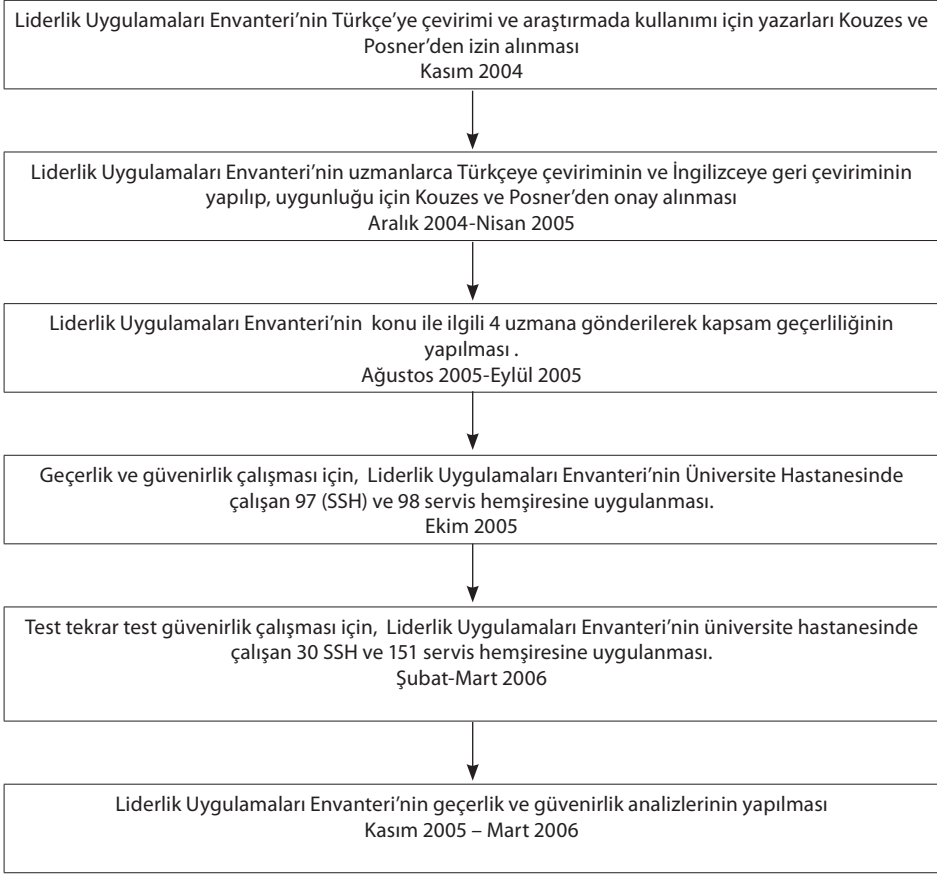 Liderlik Uygulamaları Envanteri’nin Türkçe’ye çevirimi ve araştırmada kullanımı için yazarları Kouzes ve
Posner’den izin alınması
Kasım 2004
Liderlik Uygulamaları Envanteri’nin uzmanlarca Türkçeye çeviriminin ve İngilizceye geri çeviriminin
yapılıp, uygunluğu için Kouzes ve Posner’den onay alınması
Aralık 2004-Nisan 2005
Liderlik Uygulamaları Envanteri’nin konu ile ilgili 4 uzmana gönderilerek kapsam geçerliliğinin
yapılması .
Ağustos 2005-Eylül 2005
Geçerlik ve güvenirlik çalışması için, Liderlik Uygulamaları Envanteri’nin Üniversite Hastanesinde
çalışan 97 (SSH) ve 98 servis hemşiresine uygulanması.
Ekim 2005
Test tekrar test güvenirlik çalışması için, Liderlik Uygulamaları Envanteri’nin üniversite hastanesinde
çalışan 30 SSH ve 151 servis hemşiresine uygulanması.
Şubat-Mart 2006
Liderlik Uygulamaları Envanteri’nin geçerlik ve güvenirlik analizlerinin yapılması
Kasım 2005 – Mart 2006